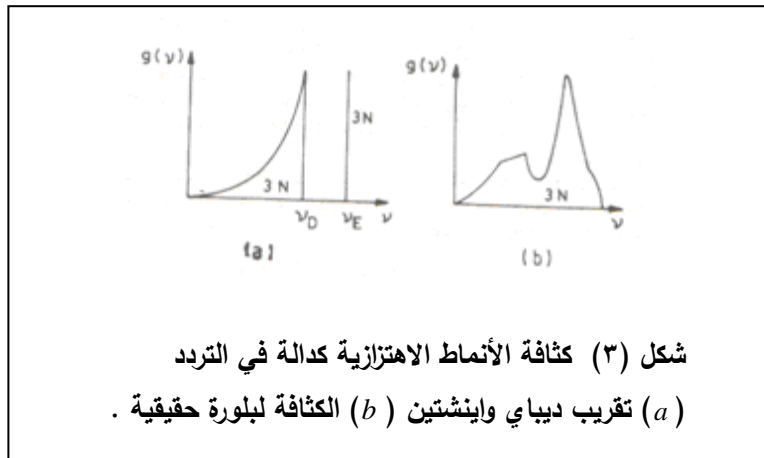 g(ν)
3N
3N
ν_D ν_E ν
(a)
g(ν)
3N
ν
(b)
شكل (٣) كثافة الأنماط الاهتزازية كدالة في التردد
(a) تقريب ديباي واينشتين (b) الكثافة لبلورة حقيقية .